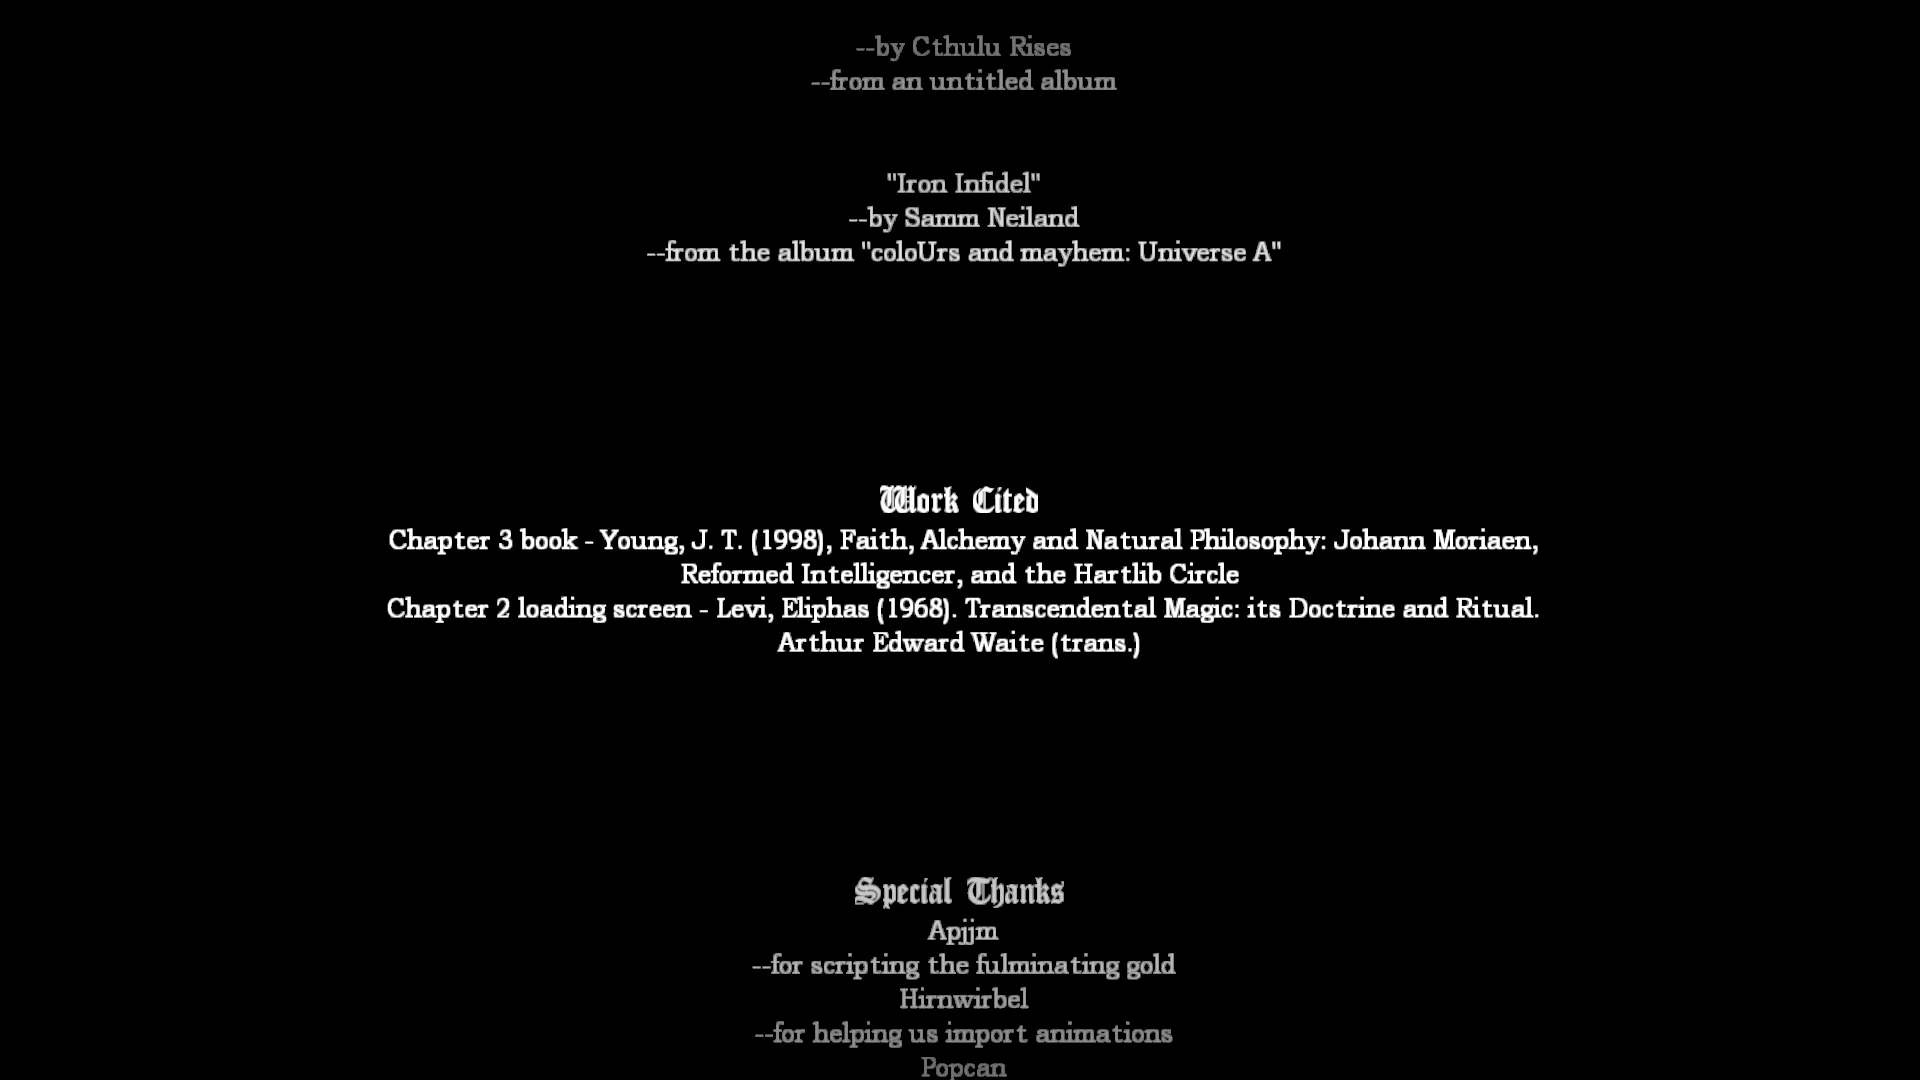 --by Cthulu Rises
--from an untitled album
"Iron Infidel"
--by Samm Neiland
--from the album "coloUrs and mayhem: Universe A"
Work Cited
Chapter 3 book - Young, J. T. (1998), Faith, Alchemy and Natural Philosophy: Johann Moriaen,
Reformed Intelligencer, and the Hartlib Circle
Chapter 2 loading screen - Levi, Eliphas (1968). Transcendental Magic: its Doctrine and Ritual.
Arthur Edward Waite (trans.)
Special Thanks
Apjjm
--for scripting the fulminating gold
Hirnwirbel
--for helping us import animations
Popcan